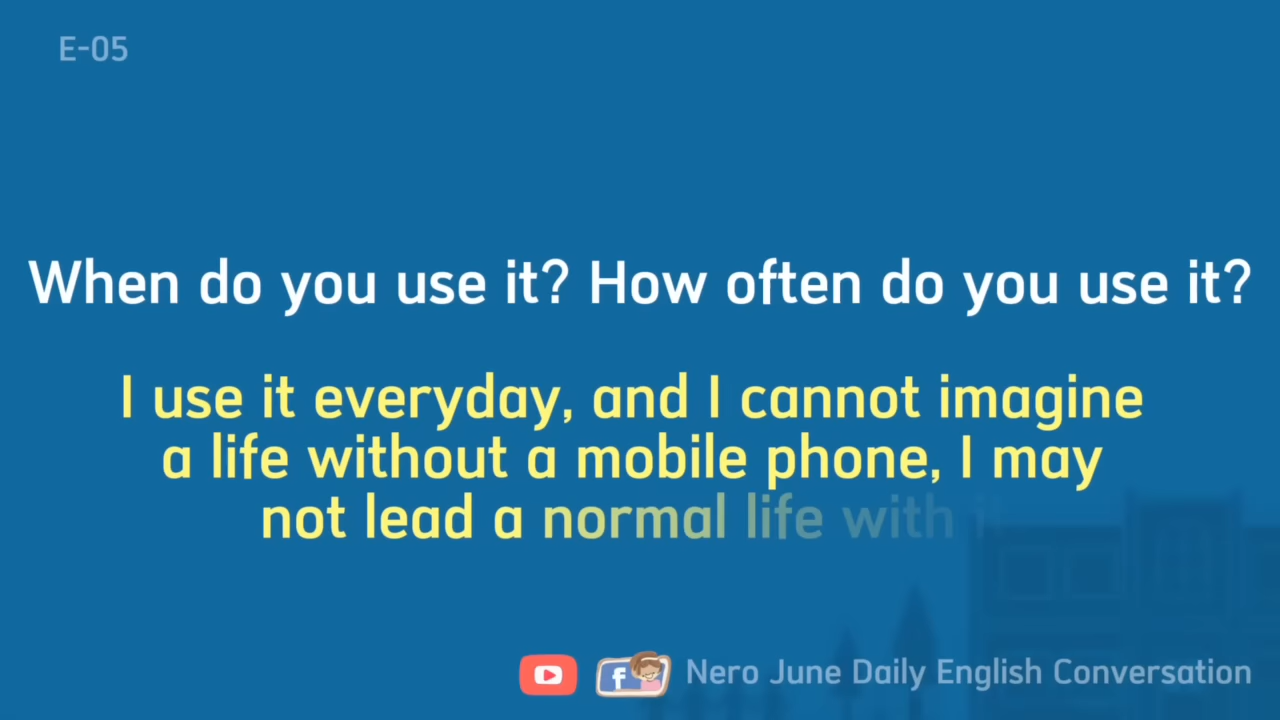 E-05
When do you use it? How often do you use it?
I use it everyday, and I cannot imagine
a life without a mobile phone, I may
not lead a normal life with
f
Nero June Daily English Conversation